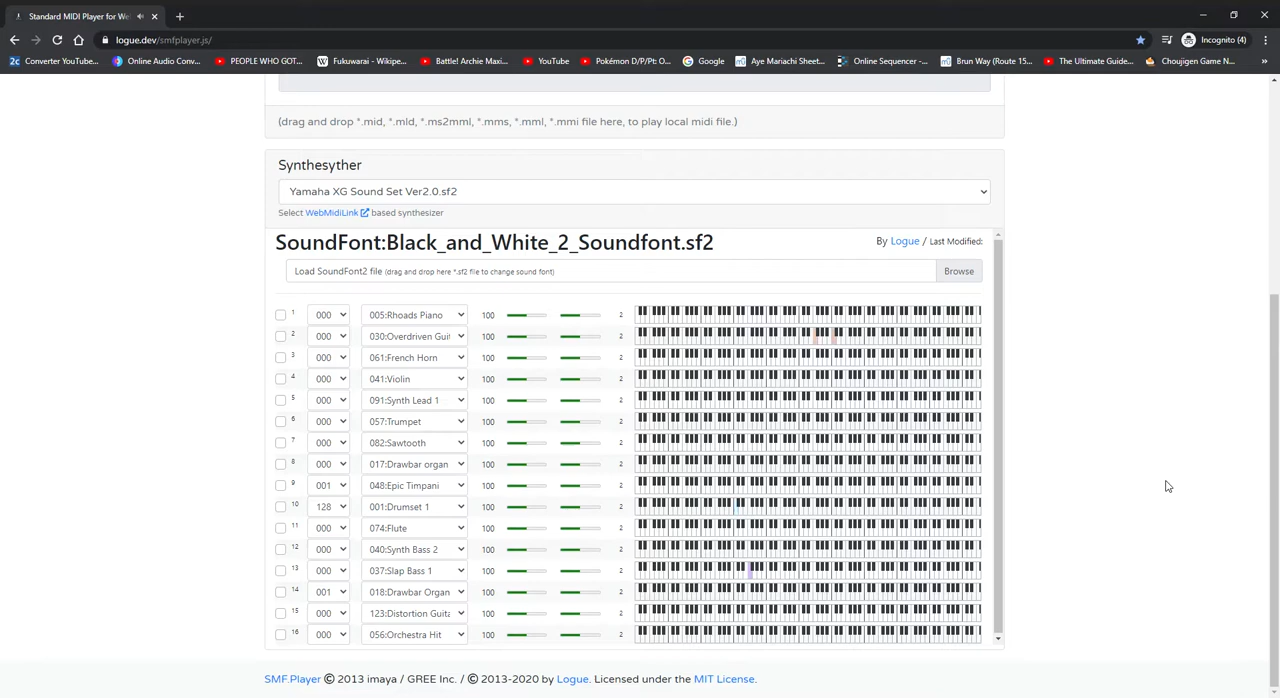 Standard MIDI Player for We
logue.dev/smfplayer.js/
Incognito (4)
Converter YouTube... Online Audio Conv... PEOPLE WHO GOT... Fukuwarai - Wikipe... Battle! Archie Maxi... YouTube Pokémon D/P/Pt: O... Google Aye Mariachi Sheet... Online Sequencer -... Brun Way (Route 15... The Ultimate Guide... Choujigen Game N...
(drag and drop *.mid, *.mld, *.ms2mml, *.mms, *.mml, *.mmi file here, to play local midi file.)
Synthesyther
Yamaha XG Sound Set Ver2.0.sf2
Select WebMidiLink based synthesizer
SoundFont:Black_and_White_2_Soundfont.sf2
By Logue / Last Modified:
Load SoundFont2 file (drag and drop here *.sf2 file to change sound font) Browse
1 000 005:Rhoads Piano 100 2
2 000 030:Overdriven Guit 100 2
3 000 061:French Horn 100 2
4 000 041:Violin 100 2
5 000 091:Synth Lead 1 100 2
6 000 057:Trumpet 100 2
7 000 082:Sawtooth 100 2
8 000 017:Drawbar organ 100 2
9 001 048:Epic Timpani 100 2
10 128 001:Drumset 1 100 2
11 000 074:Flute 100 2
12 000 040:Synth Bass 2 100 2
13 000 037:Slap Bass 1 100 2
14 001 018:Drawbar Organ 100 2
15 000 123:Distortion Guita 100 2
16 000 056:Orchestra Hit 100 2
SMF.Player © 2013 imaya / GREE Inc. / © 2013-2020 by Logue. Licensed under the MIT License.